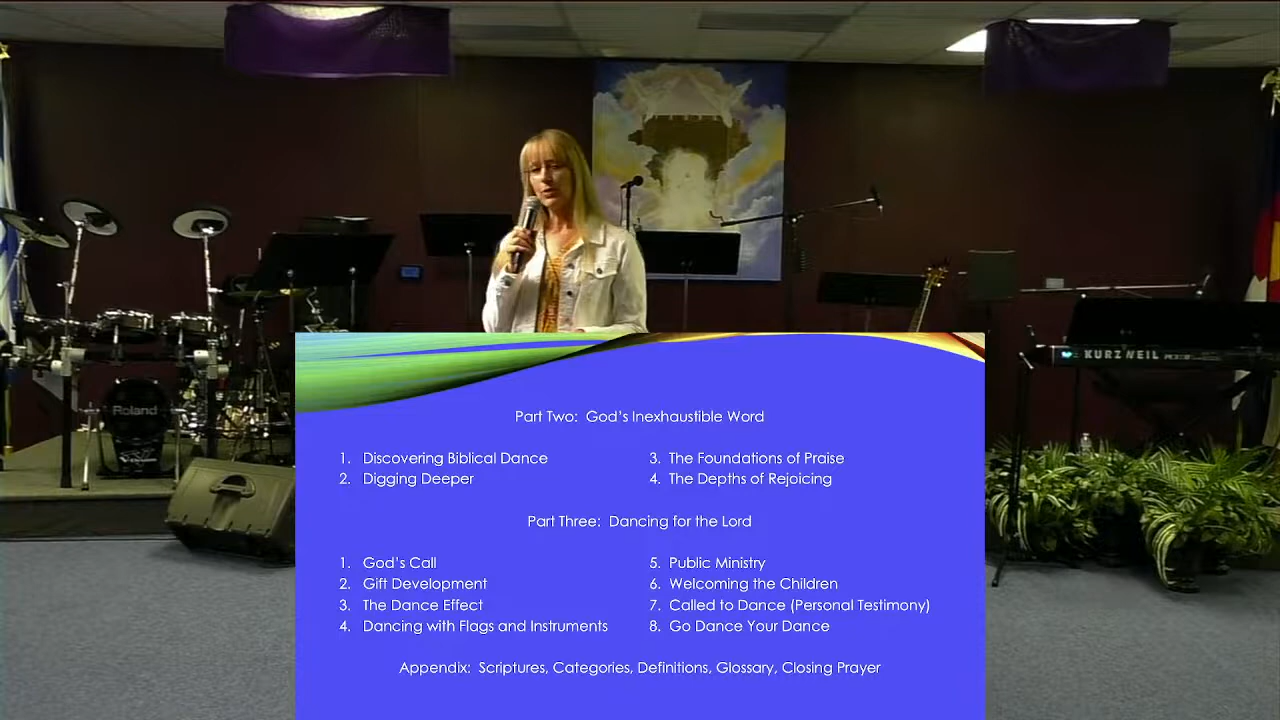 Roland
KURZWEIL
Part Two: God's Inexhaustible Word
1. Discovering Biblical Dance
2. Digging Deeper
3. The Foundations of Praise
4. The Depths of Rejoicing
Part Three: Dancing for the Lord
1. God's Call
2. Gift Development
3. The Dance Effect
4. Dancing with Flags and Instruments
5. Public Ministry
6. Welcoming the Children
7. Called to Dance (Personal Testimony)
8. Go Dance Your Dance
Appendix: Scriptures, Categories, Definitions, Glossary, Closing Prayer